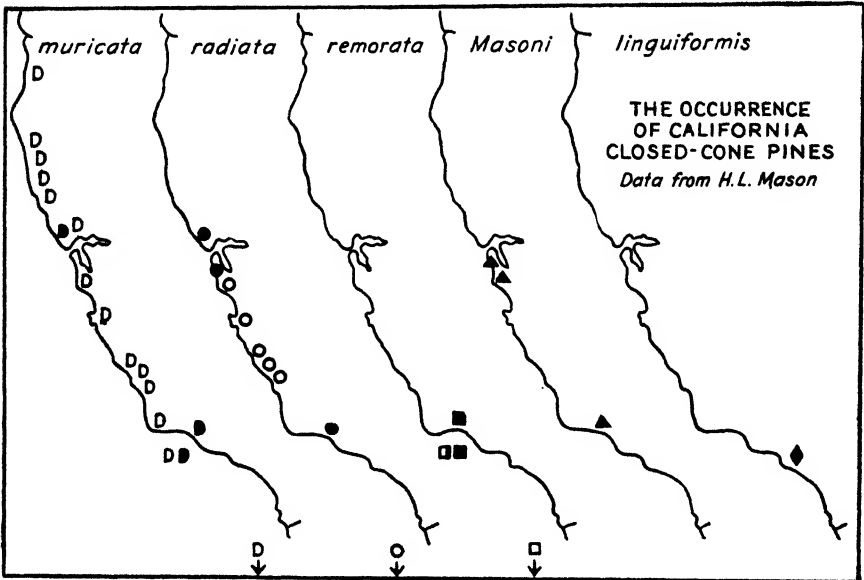 muricata
radiata
remorata
Masoni
linguiformis
THE OCCURRENCE
OF CALIFORNIA
CLOSED-CONE PINES
Data from H.L. Mason